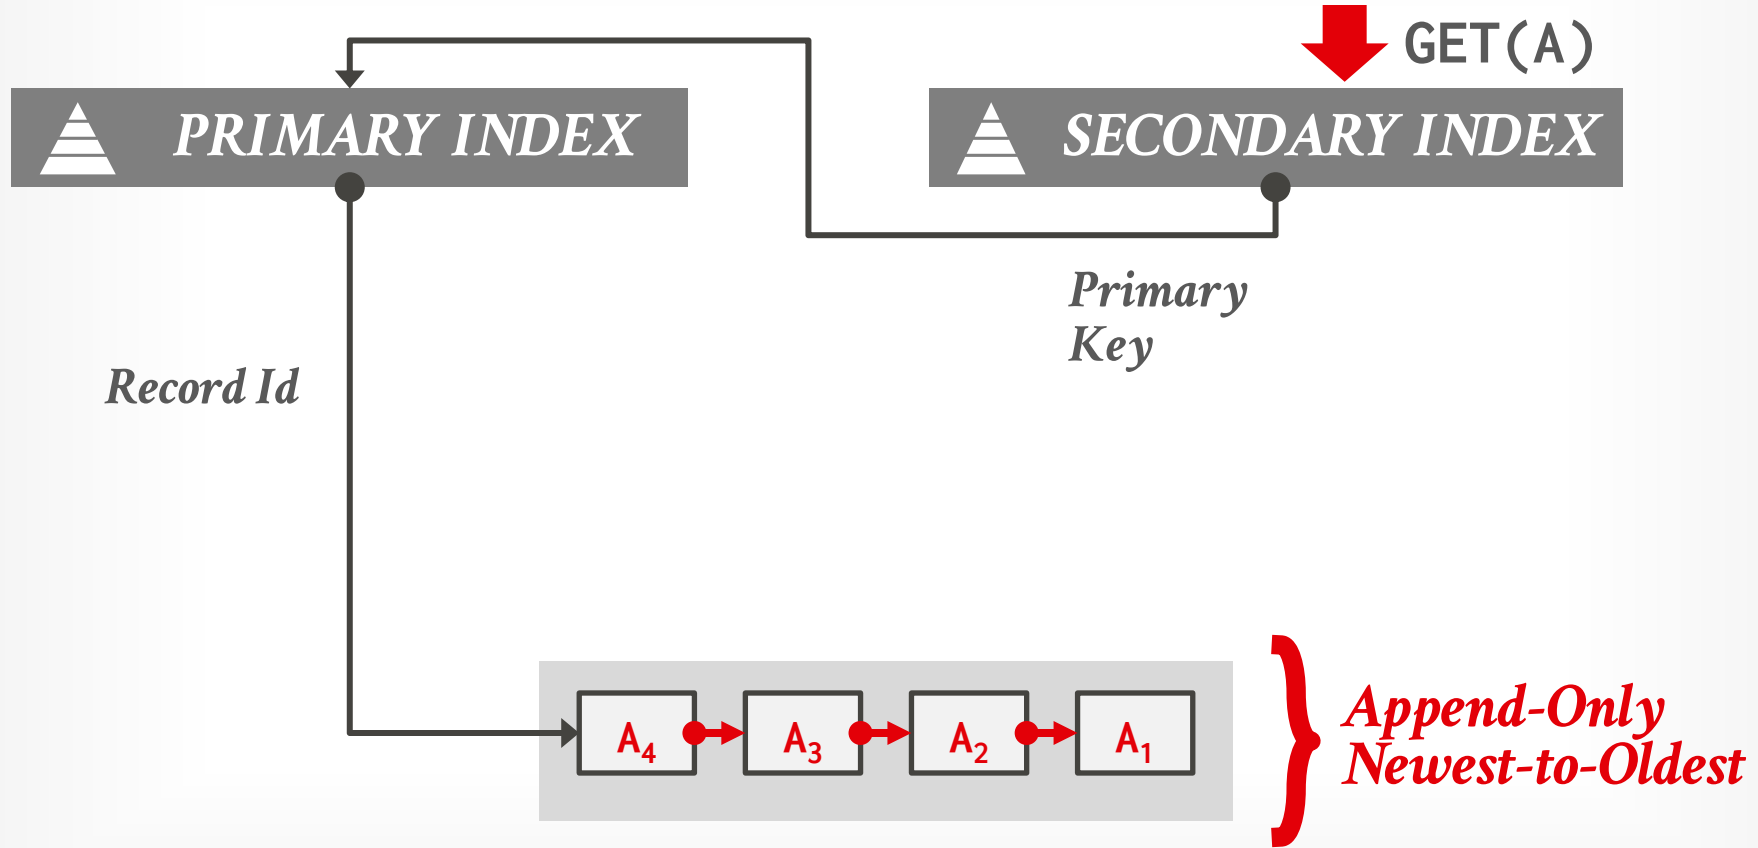 GET(A)
PRIMARY INDEX
SECONDARY INDEX
Primary
Key
Record Id
A4
A3
A2
A1
Append-Only
Newest-to-Oldest